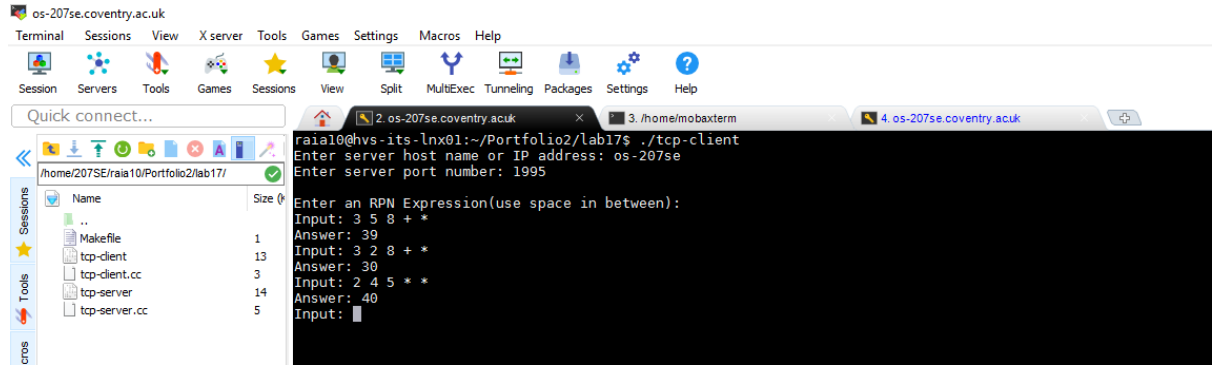 os-207se.coventry.ac.uk
Terminal Sessions View X server Tools Games Settings Macros Help
Session Servers Tools Games Sessions View Split MultiExec Tunneling Packages Settings Help
Quick connect...
2. os-207se.coventry.ac.uk
3. /home/mobaxterm
4. os-207se.coventry.ac.uk
/home/207SE/raia10/Portfolio2/lab17/
Name Size (K
..
Makefile 1
tcp-client 13
tcp-client.cc 3
tcp-server 14
tcp-server.cc 5
Sessions
Tools
cros
raia10@hvs-its-lnx01:~/Portfolio2/lab17$ ./tcp-client
Enter server host name or IP address: os-207se
Enter server port number: 1995
Enter an RPN Expression(use space in between):
Input: 3 5 8 + *
Answer: 39
Input: 3 2 8 + *
Answer: 30
Input: 2 4 5 * *
Answer: 40
Input: